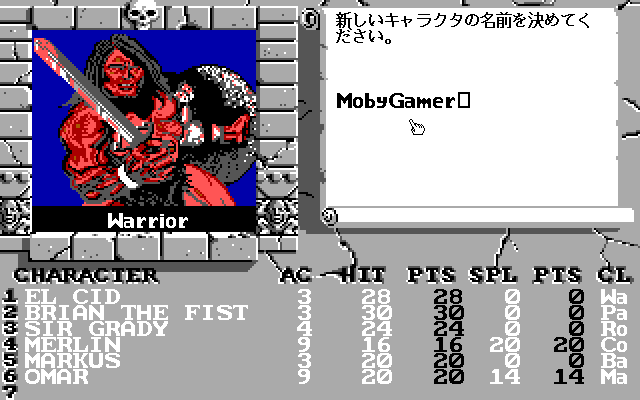 新しいキャラクタの名前を決めてく
ださい。
MobyGamer
Warrior
CHARACTER AC HIT PTS SPL PTS CL
1 EL CID 3 28 28 0 0 Wa
2 BRIAN THE FIST 3 30 30 0 0 Pa
3 SIR GRADY 4 24 24 0 0 Ro
4 MERLIN 9 16 16 20 20 Co
5 MARKUS 3 20 20 0 0 Ba
6 OMAR 9 20 20 14 14 Ma
7